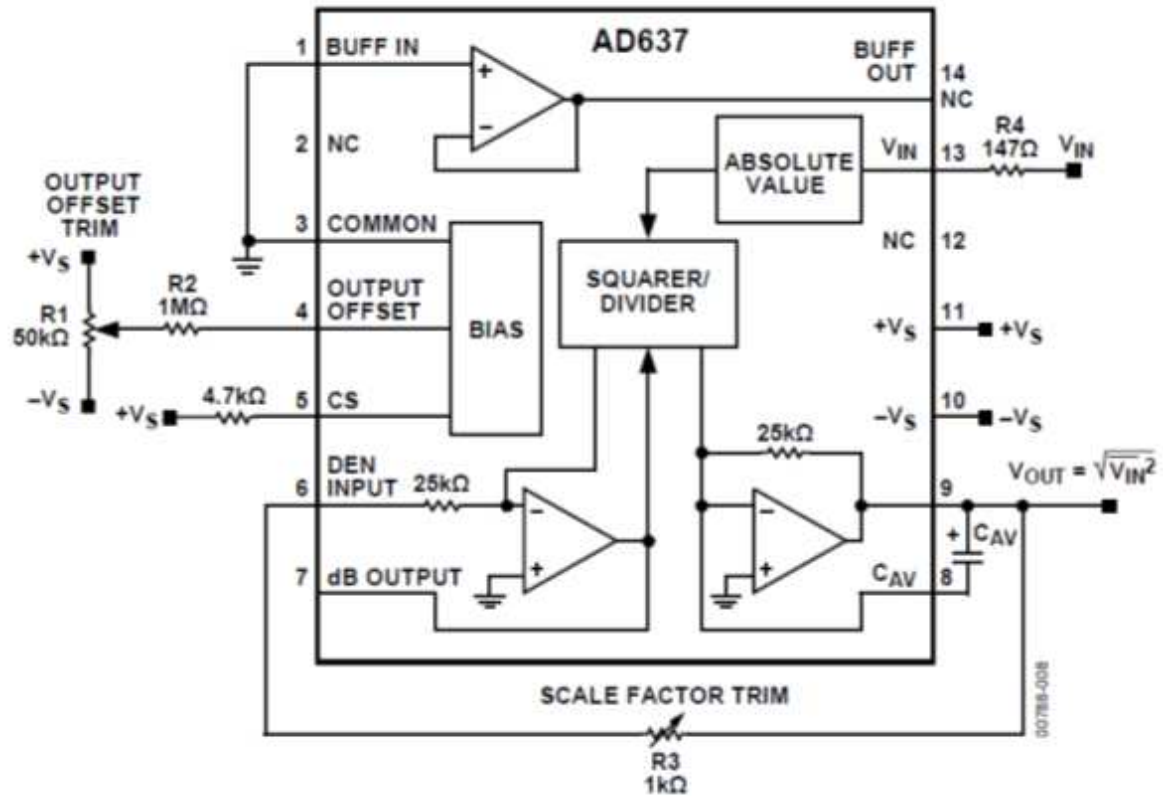 AD637
1 BUFF IN
BUFF
OUT
14
NC
2 NC
VIN 13
R4
147Ω
VIN
ABSOLUTE
VALUE
OUTPUT
OFFSET
TRIM
+VS
R1
50kΩ
-VS
3 COMMON
NC 12
SQUARER/
DIVIDER
R2
1MΩ
4 OUTPUT
OFFSET
BIAS
11
+VS
+VS
+VS
4.7kΩ
5 CS
10
-VS
-VS
25kΩ
6 DEN
INPUT
25kΩ
9
VOUT = √VIN²
+
-
+
-
+
-
+
CAV
7 dB OUTPUT
CAV 8
SCALE FACTOR TRIM
R3
1kΩ
00788-008